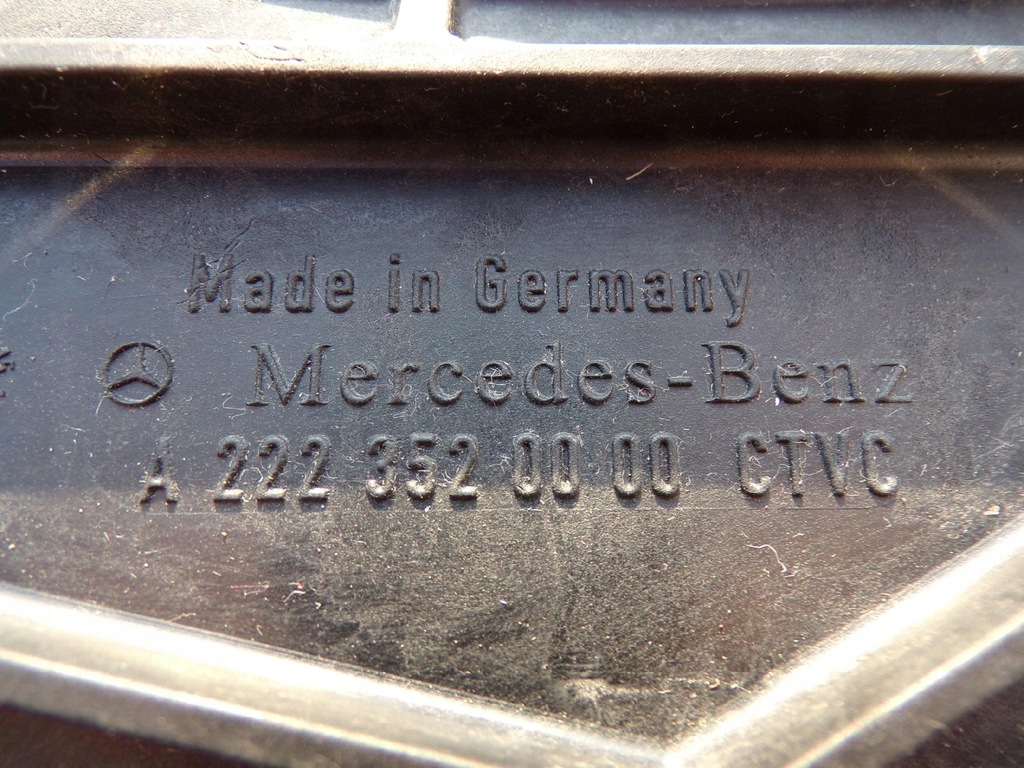 Made in Germany
Mercedes-Benz
A 222 352 00 00 CTVC